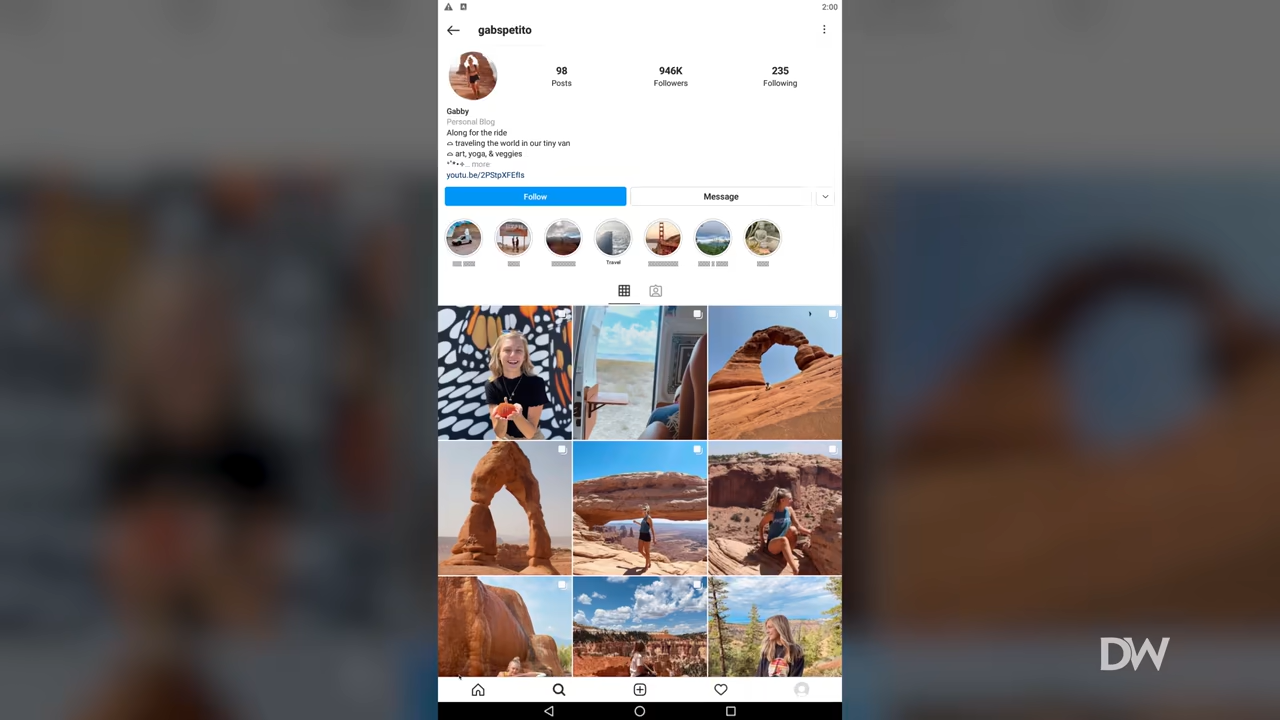 2:00
gabspetito
98
946K
235
Posts
Followers
Following
Gabby
Personal Blog
Along for the ride
traveling the world in our tiny van
art, yoga, & veggies
... more
youtu.be/2PStpXFEfIs
Follow
Message
Travel
DW